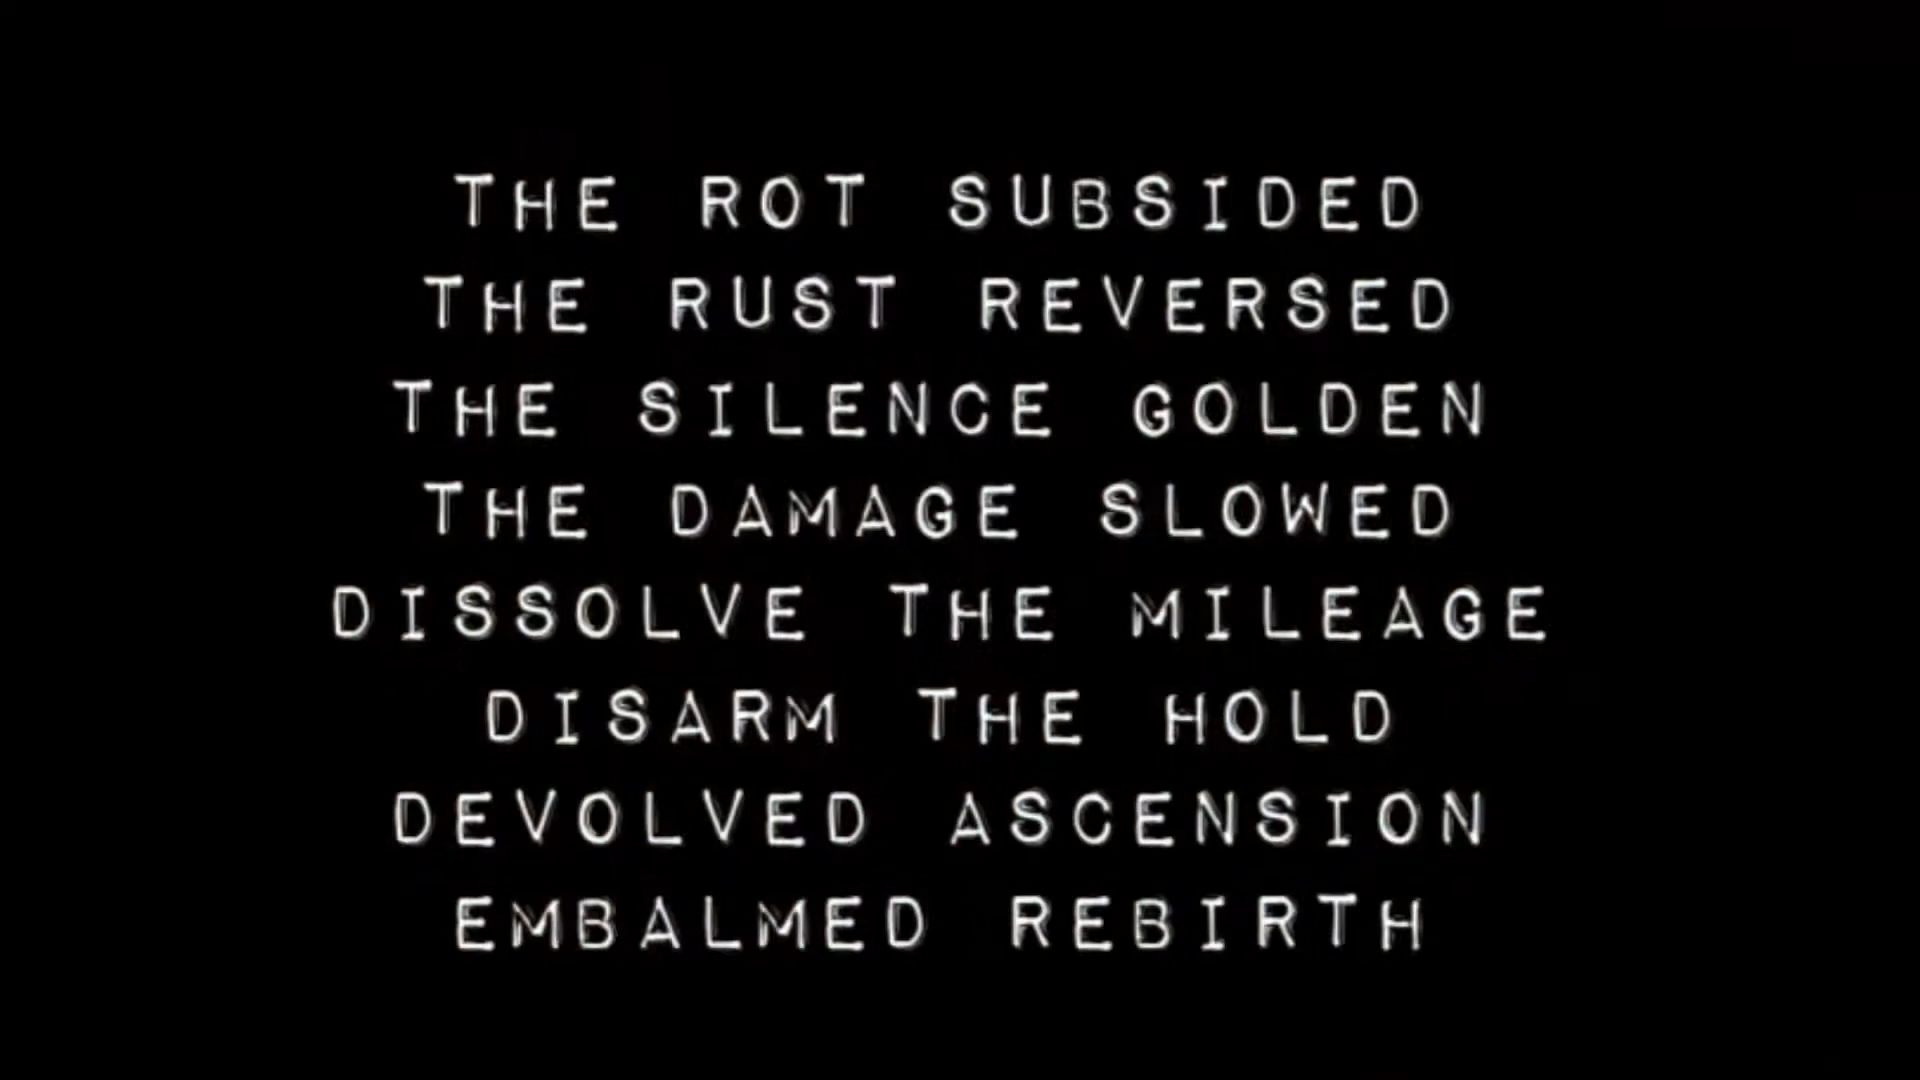 THE ROT SUBSIDED
THE RUST REVERSED
THE SILENCE GOLDEN
THE DAMAGE SLOWED
DISSOLVE THE MILEAGE
DISARM THE HOLD
DEVOLVED ASCENSION
EMBALMED REBIRTH